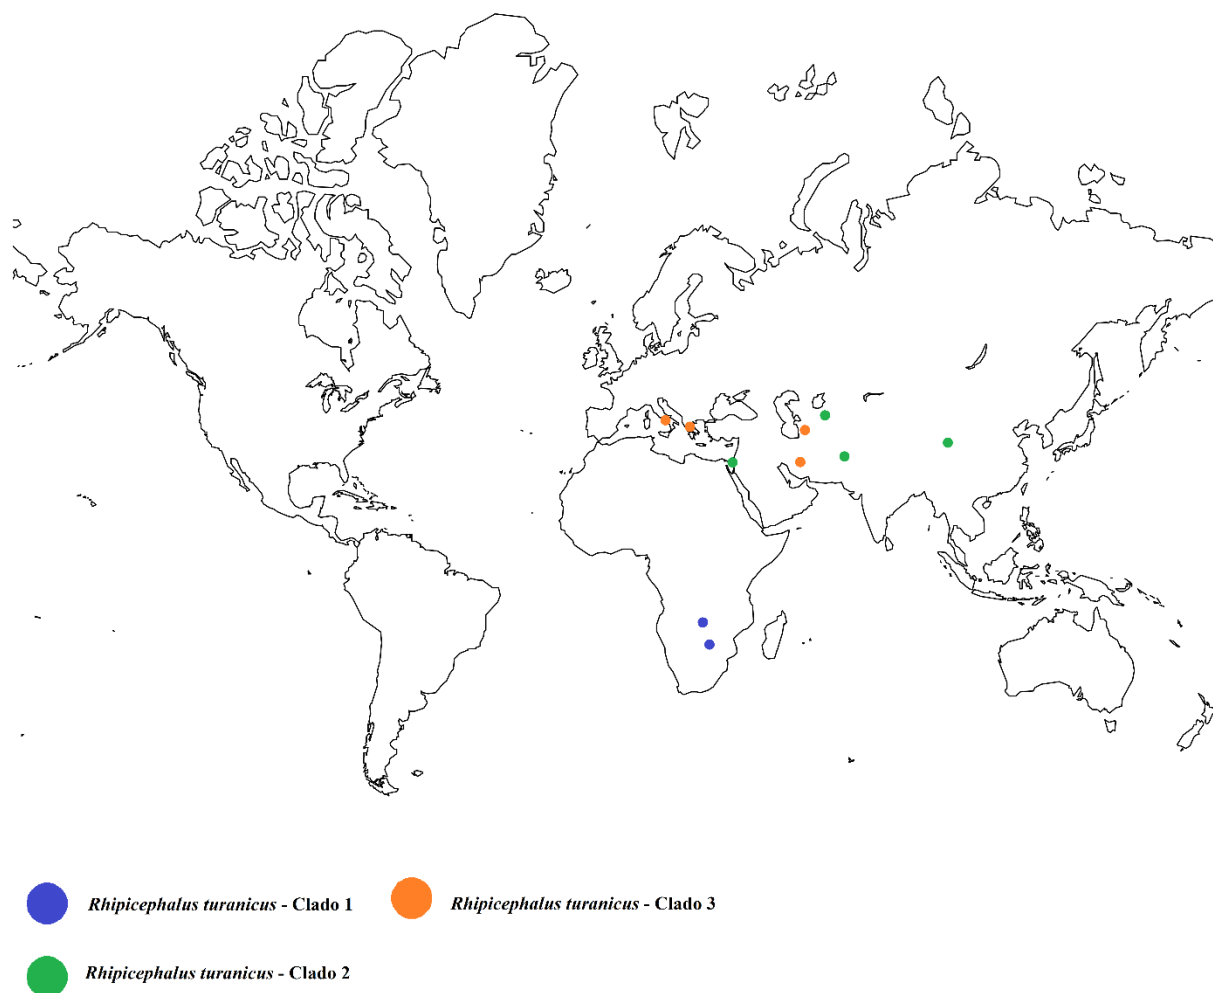 Rhipicephalus turanicus - Clado 1
Rhipicephalus turanicus - Clado 3
Rhipicephalus turanicus - Clado 2